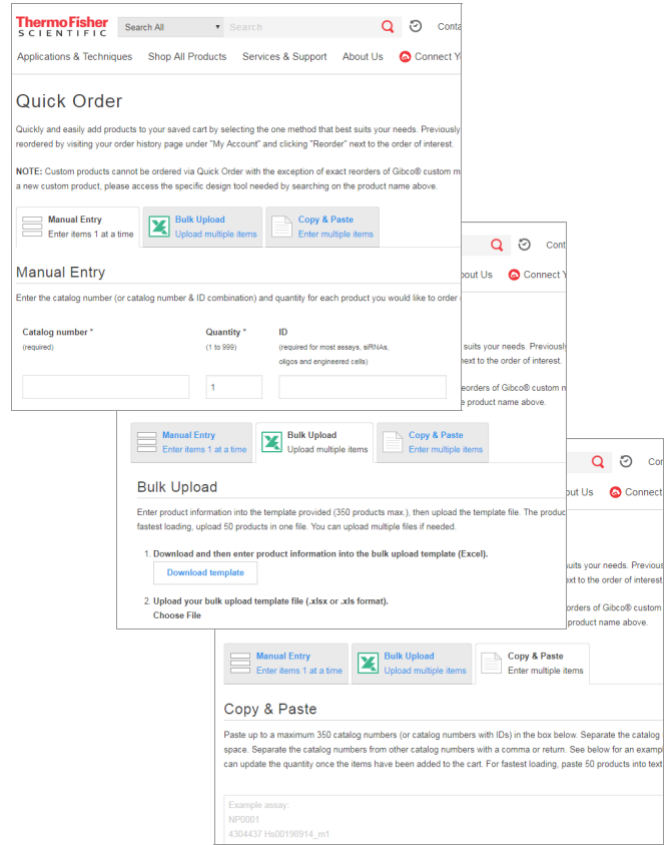 ThermoFisher
SCIENTIFIC
Search All
Search
Conta
Applications & Techniques Shop All Products Services & Support About Us Connect Y
Quick Order
Quickly and easily add products to your saved cart by selecting the one method that best suits your needs. Previously
reordered by visiting your order history page under "My Account" and clicking "Reorder" next to the order of interest.
NOTE: Custom products cannot be ordered via Quick Order with the exception of exact reorders of Gibco® custom m
a new custom product, please access the specific design tool needed by searching on the product name above.
Manual Entry
Enter items 1 at a time
Bulk Upload
Upload multiple items
Copy & Paste
Enter multiple items
Manual Entry
Enter the catalog number (or catalog number & ID combination) and quantity for each product you would like to order
Catalog number *
(required)
Quantity *
(1 to 999)
ID
(required for most assays, siRNAs,
oligos and engineered cells)
1
Cont
bout Us Connect Y
suits your needs. Previously
next to the order of interest.
eorders of Gibco® custom m
e product name above.
Manual Entry
Enter items 1 at a time
Bulk Upload
Upload multiple items
Copy & Paste
Enter multiple items
Bulk Upload
Enter product information into the template provided (350 products max.), then upload the template file. The produc
fastest loading, upload 50 products in one file. You can upload multiple files if needed.
1. Download and then enter product information into the bulk upload template (Excel).
Download template
2. Upload your bulk upload template file (.xlsx or .xls format).
Choose File
Cor
out Us Connect
suits your needs. Previous
ext to the order of interest
orders of Gibco® custom
product name above.
Manual Entry
Enter items 1 at a time
Bulk Upload
Upload multiple items
Copy & Paste
Enter multiple items
Copy & Paste
Paste up to a maximum 350 catalog numbers (or catalog numbers with IDs) in the box below. Separate the catalog
space. Separate the catalog numbers from other catalog numbers with a comma or return. See below for an exampl
can update the quantity once the items have been added to the cart. For fastest loading, paste 50 products into text
Example assay:
NP0001
4304437 Hs00198914_m1